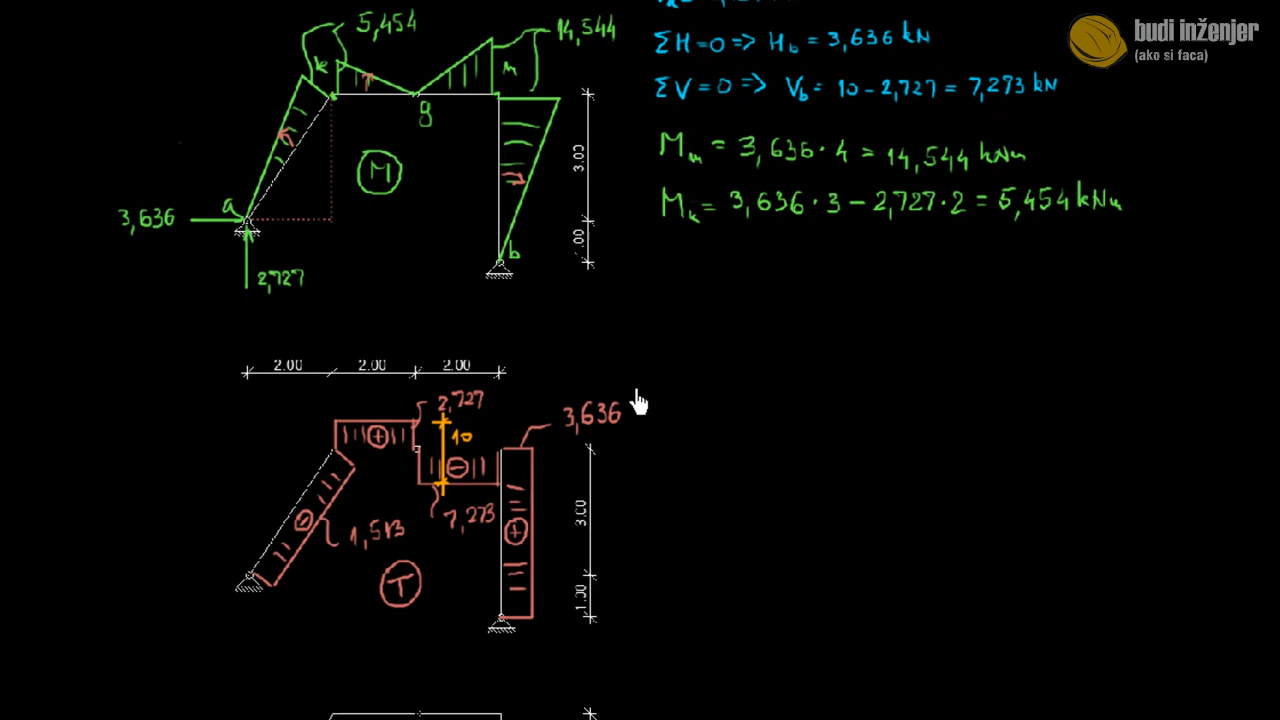 budi inženjer
(ako si faca)
5,454
14,544
ΣH=0 => H_b = 3,636 kN
ΣV=0 => V_b = 10 - 2,727 = 7,273 kN
k
m
g
M_m = 3,636 · 4 = 14,544 kNm
3.00
M
M_k = 3,636 · 3 - 2,727 · 2 = 5,454 kNm
a
3,636
b
.00
2,727
2.00 2.00 2.00
2,727
3,636
10
3.00
7,273
1,513
T
1.00